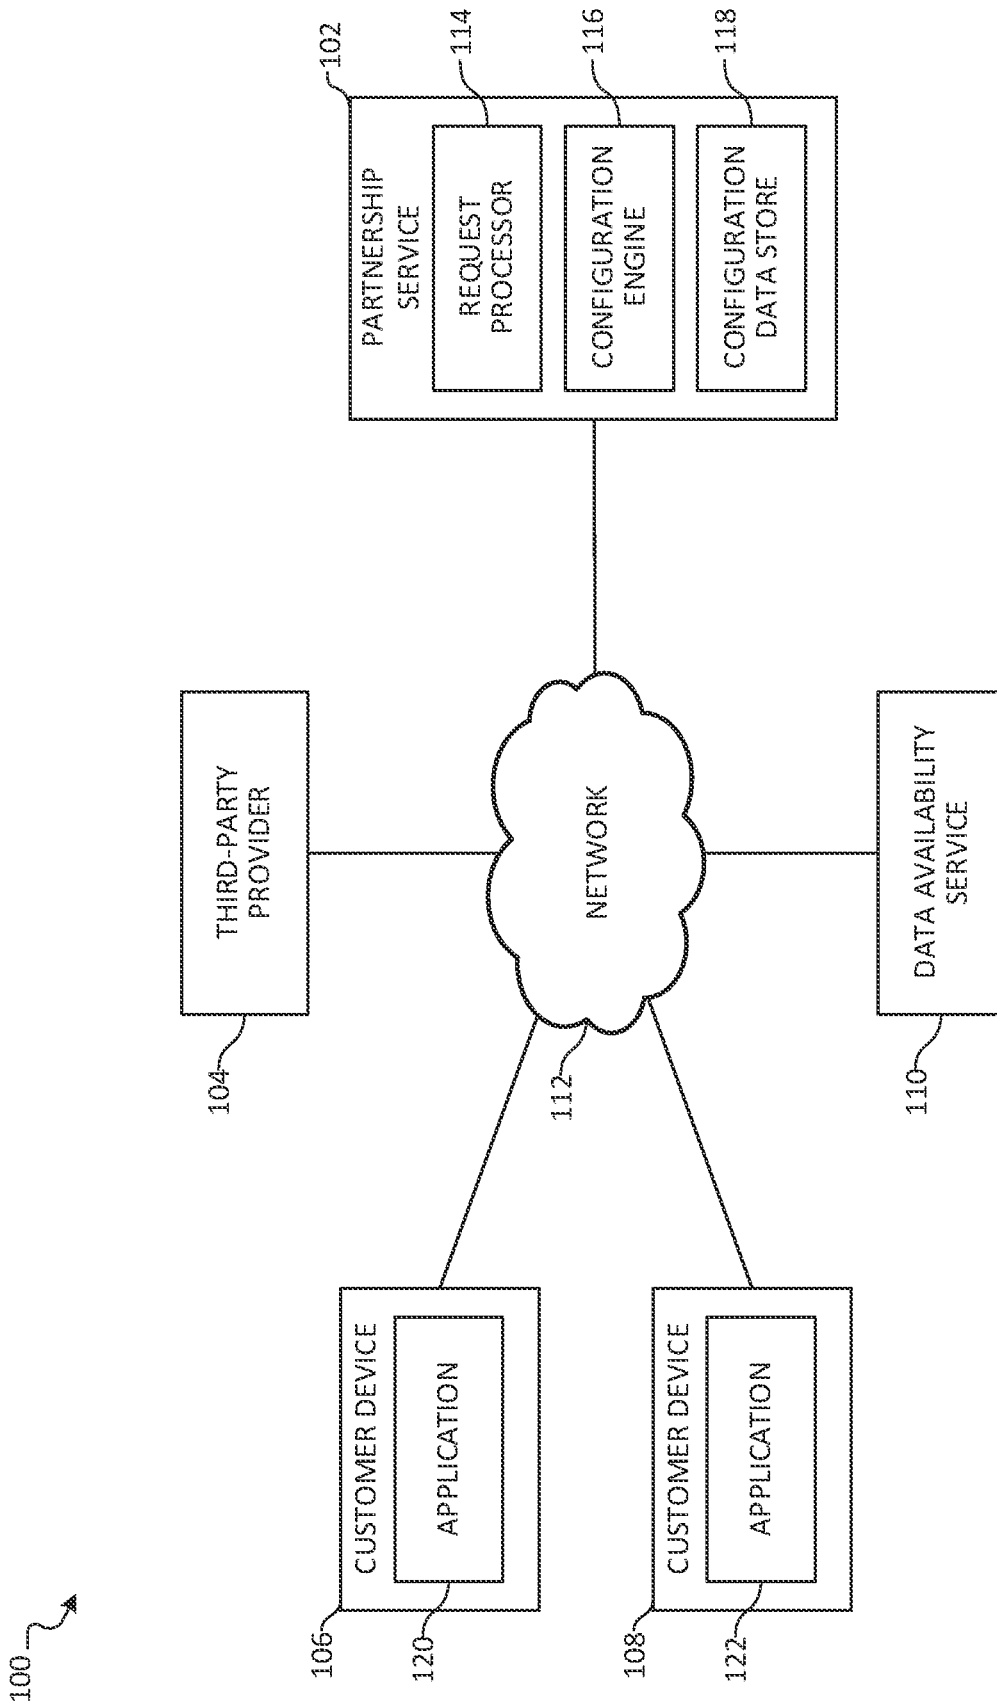 100
104
THIRD-PARTY
PROVIDER
102
PARTNERSHIP
SERVICE
106
CUSTOMER DEVICE
114
REQUEST
PROCESSOR
120
APPLICATION
112
NETWORK
116
CONFIGURATION
ENGINE
108
CUSTOMER DEVICE
118
CONFIGURATION
DATA STORE
122
APPLICATION
110
DATA AVAILABILITY
SERVICE